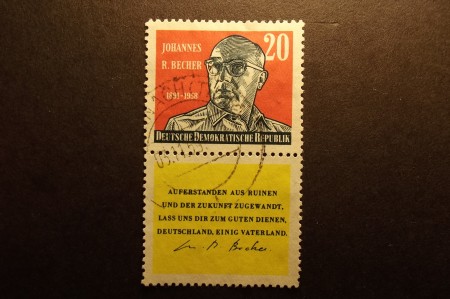 JOHANNES
R. BECHER
20
1891-1958
DEUTSCHE DEMOKRATISCHE REPUBLIK
AUFERSTANDEN AUS RUINEN
UND DER ZUKUNFT ZUGEWANDT,
LASS UNS DIR ZUM GUTEN DIENEN,
DEUTSCHLAND, EINIG VATERLAND.